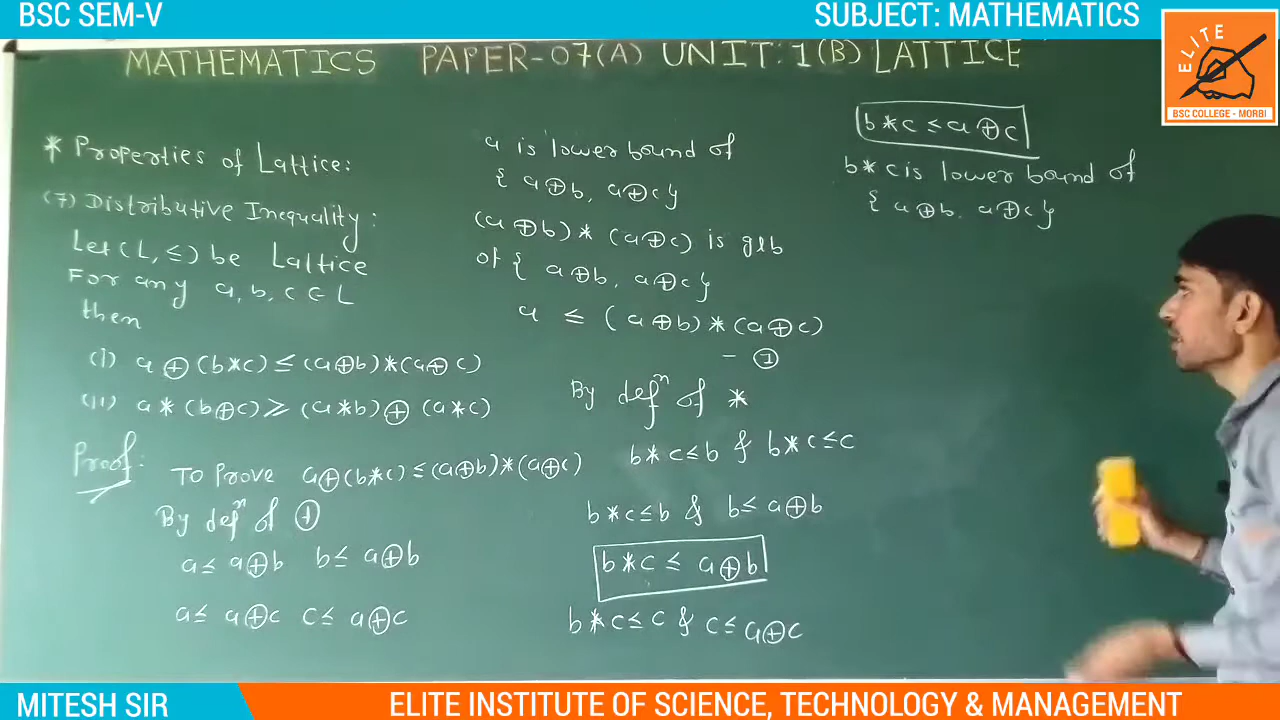 BSC SEM-V
SUBJECT: MATHEMATICS
ELITE
BSC COLLEGE - MORBI
MATHEMATICS PAPER-07(A) UNIT:1(B) LATTICE
* Properties of Lattice:
(7) Distributive Inequality:
Let (L, ≤) be Lattice
For any a, b, c ∈ L
then
(i) a ⊕ (b*c) ≤ (a⊕b)*(a⊕c)
(ii) a * (b⊕c) ≥ (a*b) ⊕ (a*c)
Proof:
To Prove a⊕(b*c) ≤ (a⊕b)*(a⊕c)
By defⁿ of ⊕
a ≤ a⊕b b ≤ a⊕b
a ≤ a⊕c c ≤ a⊕c
a is lower bound of
{ a⊕b, a⊕c }
(a⊕b) * (a⊕c) is glb
of { a⊕b, a⊕c }
a ≤ (a⊕b)*(a⊕c)
- ①
By defⁿ of *
b*c ≤ b & b*c ≤ c
b*c ≤ b & b ≤ a⊕b
b*c ≤ a⊕b
b*c ≤ c & c ≤ a⊕c
b*c ≤ a⊕c
b*c is lower bound of
{ a⊕b, a⊕c }
MITESH SIR
ELITE INSTITUTE OF SCIENCE, TECHNOLOGY & MANAGEMENT